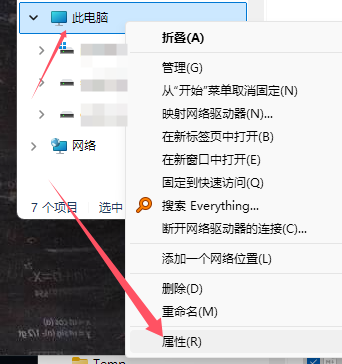 此电脑
折叠(A)
管理(G)
从“开始”菜单取消固定(N)
映射网络驱动器(N)...
在新标签页中打开(B)
在新窗口中打开(E)
固定到快速访问(Q)
搜索 Everything...
断开网络驱动器的连接(C)...
添加一个网络位置(L)
删除(D)
重命名(M)
属性(R)
网络
7 个项目
选中